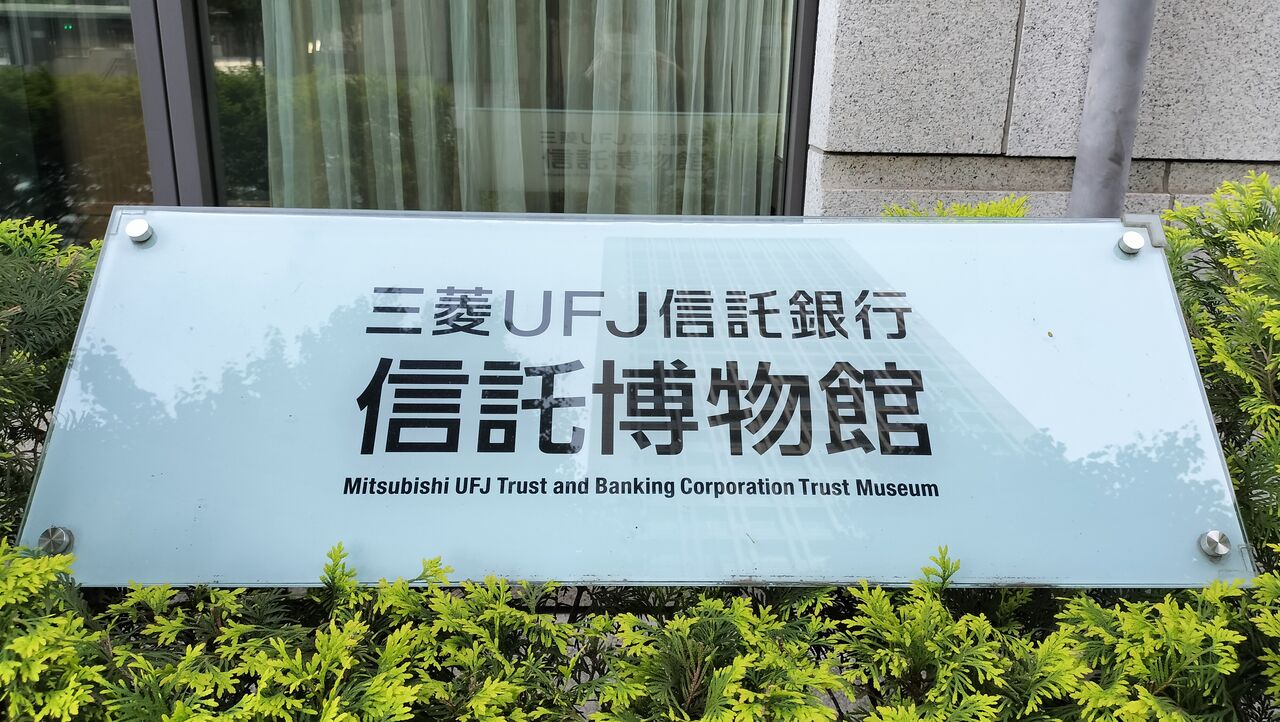 三菱UFJ信託銀行
信託博物館
Mitsubishi UFJ Trust and Banking Corporation Trust Museum